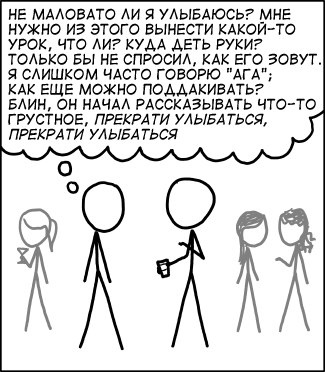 НЕ МАЛОВАТО ЛИ Я УЛЫБАЮСЬ? МНЕ
НУЖНО ИЗ ЭТОГО ВЫНЕСТИ КАКОЙ-ТО
УРОК, ЧТО ЛИ? КУДА ДЕТЬ РУКИ?
ТОЛЬКО БЫ НЕ СПРОСИЛ, КАК ЕГО ЗОВУТ.
Я СЛИШКОМ ЧАСТО ГОВОРЮ "АГА";
КАК ЕЩЕ МОЖНО ПОДДАКИВАТЬ?
БЛИН, ОН НАЧАЛ РАССКАЗЫВАТЬ ЧТО-ТО
ГРУСТНОЕ, ПРЕКРАТИ УЛЫБАТЬСЯ,
ПРЕКРАТИ УЛЫБАТЬСЯ